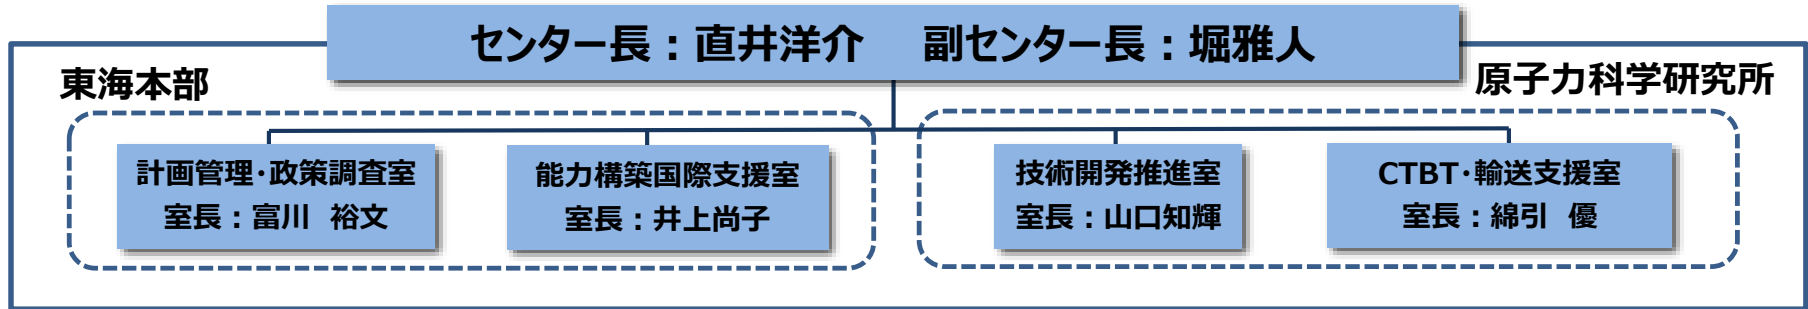 センター長：直井洋介　副センター長：堀雅人
東海本部
原子力科学研究所
計画管理･政策調査室
室長：富川　裕文
能力構築国際支援室
室長：井上尚子
技術開発推進室
室長：山口知輝
CTBT･輸送支援室
室長：綿引　優